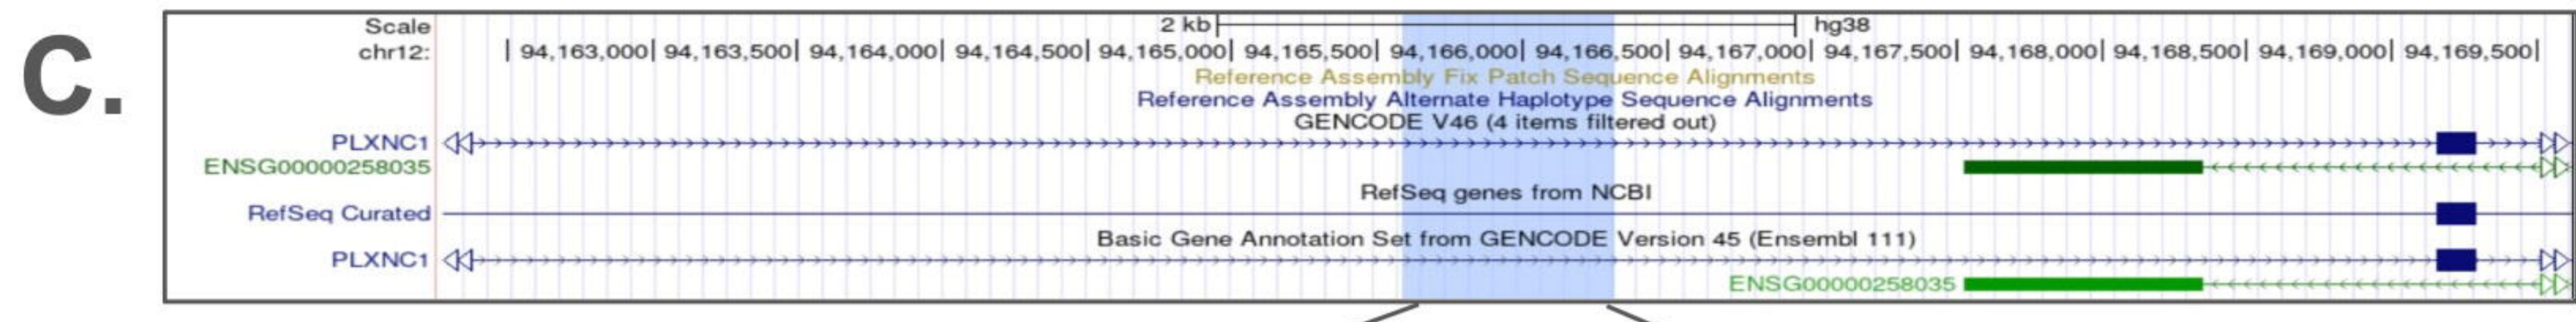 C.
Scale 2 kb hg38
chr12: | 94,163,000| 94,163,500| 94,164,000| 94,164,500| 94,165,000| 94,165,500| 94,166,000| 94,166,500| 94,167,000| 94,167,500| 94,168,000| 94,168,500| 94,169,000| 94,169,500|
Reference Assembly Fix Patch Sequence Alignments
Reference Assembly Alternate Haplotype Sequence Alignments
GENCODE V46 (4 items filtered out)
PLXNC1
ENSG00000258035
RefSeq genes from NCBI
RefSeq Curated
Basic Gene Annotation Set from GENCODE Version 45 (Ensembl 111)
PLXNC1
ENSG00000258035